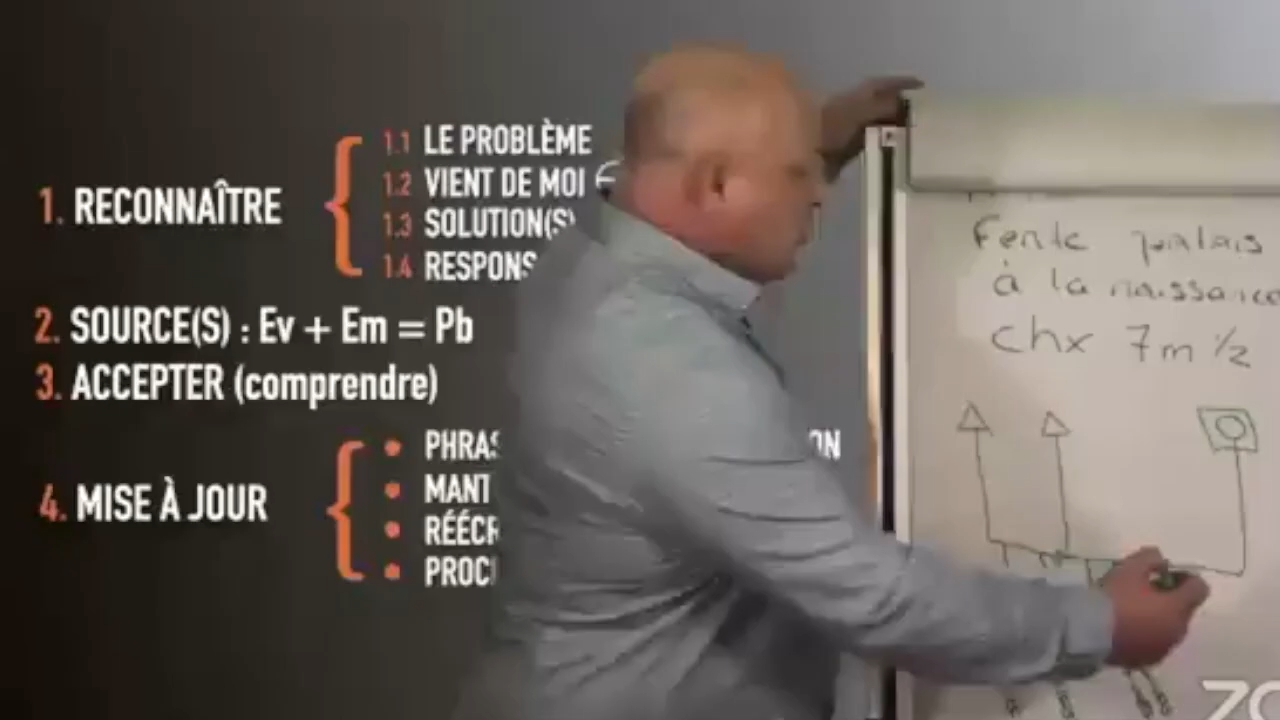 1. RECONNAÎTRE
1.1 LE PROBLÈME
1.2 VIENT DE MOI
1.3 SOLUTION(S)
1.4 RESPONS
2. SOURCE(S) : Ev + Em = Pb
3. ACCEPTER (comprendre)
4. MISE À JOUR
• PHRAS ON
• MANT
• RÉÉCR
• PROC
Fente palais
à la naissance
chx 7m 1/2
ZO